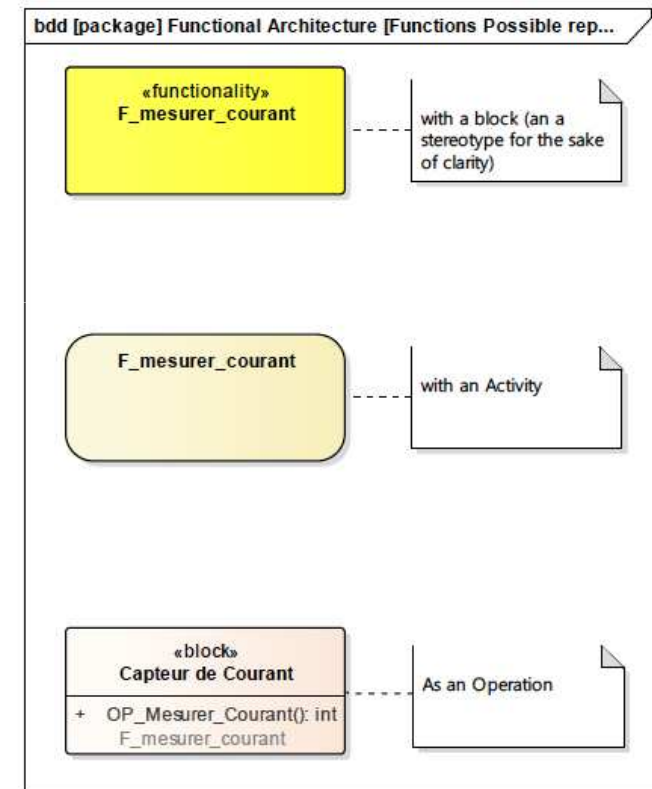 bdd [package] Functional Architecture [Functions Possible rep...
«functionality»
F_mesurer_courant
with a block (an a
stereotype for the sake
of clarity)
F_mesurer_courant
with an Activity
«block»
Capteur de Courant
+ OP_Mesurer_Courant(): int
F_mesurer_courant
As an Operation